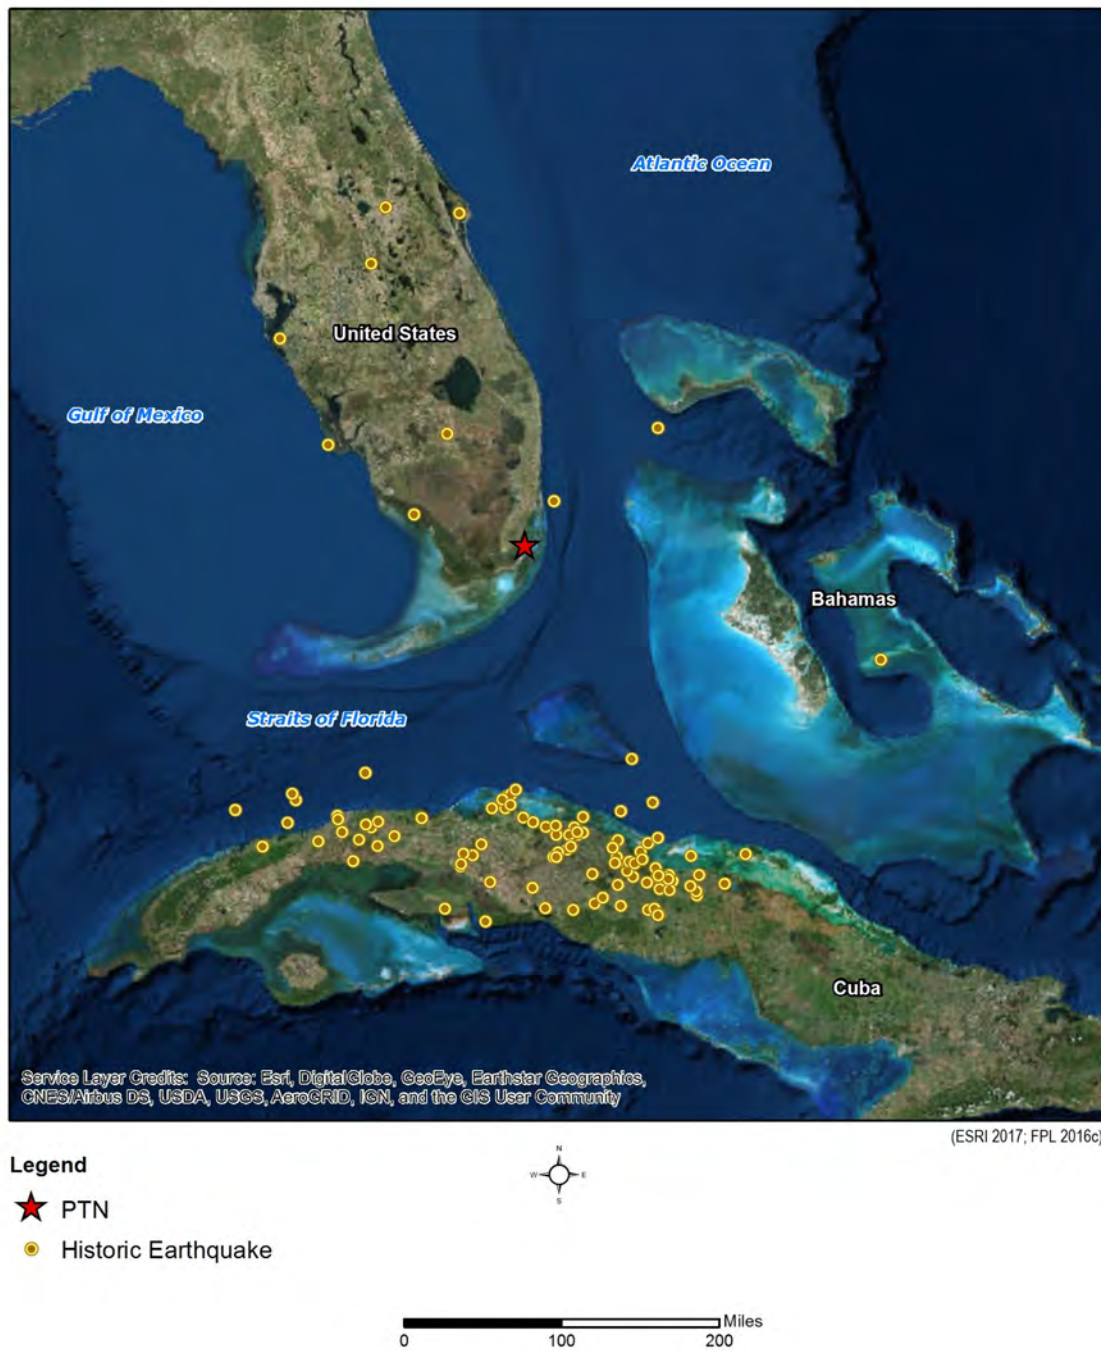 Atlantic Ocean
United States
Gulf of Mexico
Bahamas
Straits of Florida
Cuba
Service Layer Credits: Source: Esri, DigitalGlobe, GeoEye, Earthstar Geographics,
CNES/Airbus DS, USDA, USGS, AeroGRID, IGN, and the GIS User Community
(ESRI 2017; FPL 2016c)
Legend
N
W E
S
PTN
Historic Earthquake
Miles
0 100 200